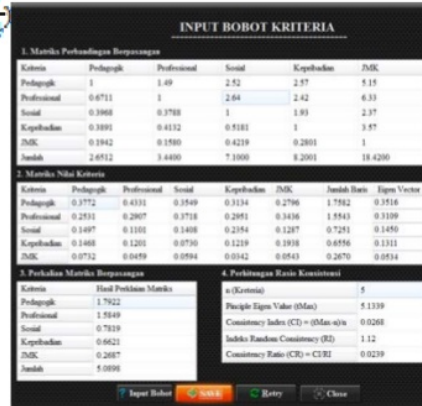 INPUT BOBOT KRITERIA
1. Matriks Perbandingan Berpasangan
Kriteria Pedagogik Professional Sosial Kepribadian JMK
Pedagogik 1 1.49 2.52 2.57 5.15
Professional 0.6711 1 2.64 2.42 6.33
Sosial 0.3968 0.3788 1 1.93 2.37
Kepribadian 0.3891 0.4132 0.5181 1 3.57
JMK 0.1942 0.1580 0.4219 0.2801 1
Jumlah 2.6512 3.4400 7.1000 8.2001 18.4200
2. Matriks Nilai Kriteria
Kriteria Pedagogik Professional Sosial Kepribadian JMK Jumlah Baris Eigen Vector
Pedagogik 0.3772 0.4331 0.3549 0.3134 0.2796 1.7582 0.3516
Professional 0.2531 0.2907 0.3718 0.2951 0.3436 1.5543 0.3109
Sosial 0.1497 0.1101 0.1408 0.2354 0.1287 0.7251 0.1450
Kepribadian 0.1468 0.1201 0.0730 0.1219 0.1938 0.6556 0.1311
JMK 0.0732 0.0459 0.0594 0.0342 0.0543 0.2670 0.0534
3. Perkalian Matriks Berpasangan
Kriteria Hasil Perklaian Matriks
Pedagogik 1.7922
Professional 1.5849
Sosial 0.7819
Kepribadian 0.6621
JMK 0.2687
Jumlah 5.0898
4. Perhitungan Rasio Konsistensi
n (Kreteria) 5
Pinciple Eigen Value (tMax) 5.1339
Consistency Index (CI) = (tMax-n)/n 0.0268
Indeks Random Consistency (RI) 1.12
Consistency Ratio (CR) = CI/RI 0.0239
? Input Bobot SAVE Retry Close